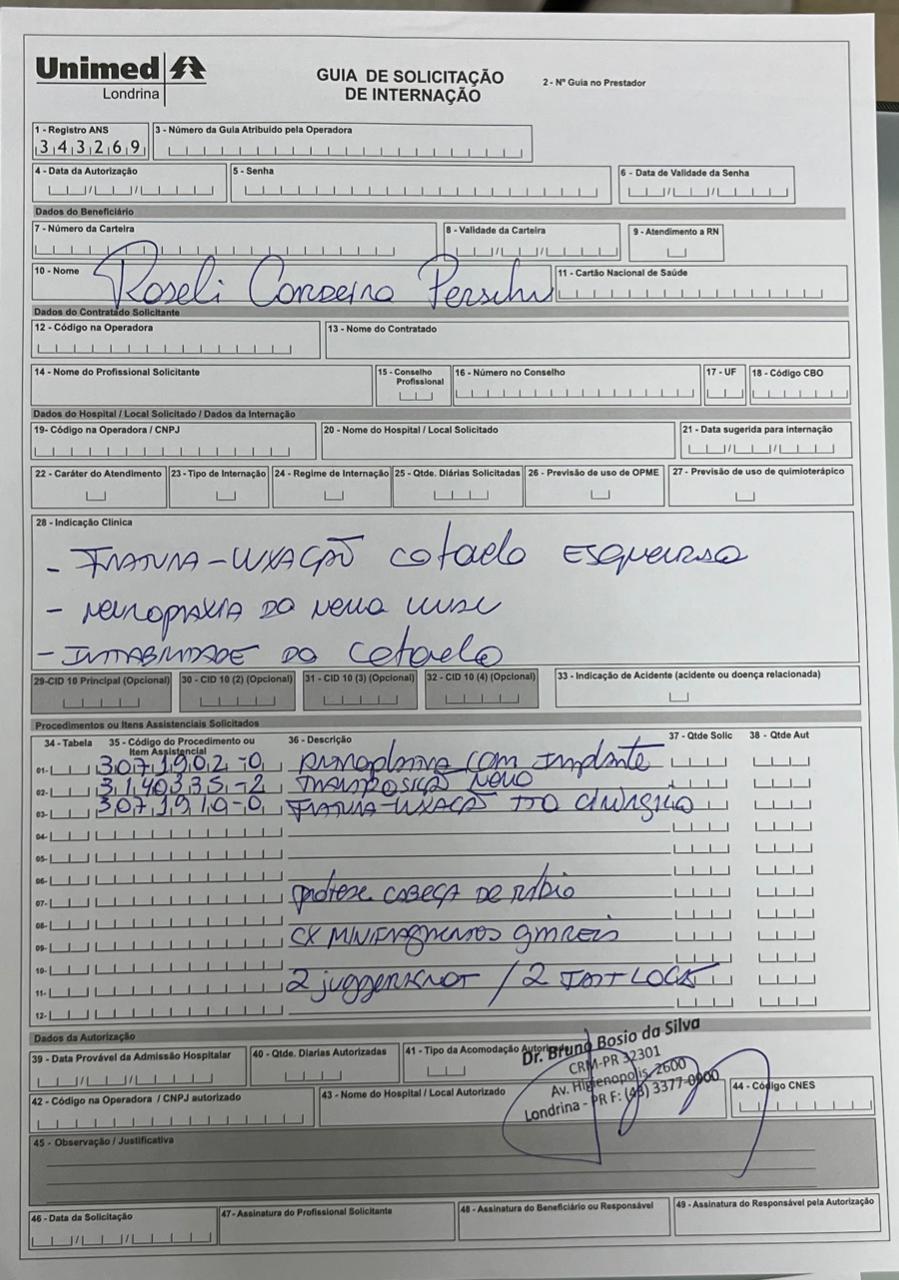 Unimed
Londrina
GUIA DE SOLICITAÇÃO
DE INTERNAÇÃO
2- Nº Guia no Prestador
1 - Registro ANS
343269
3 - Número da Guia Atribuído pela Operadora
4 - Data da Autorização
5 - Senha
6 - Data de Validade da Senha
Dados do Beneficiário
7 - Número da Carteira
8 - Validade da Carteira
9 - Atendimento a RN
10 - Nome Roseli
11 - Cartão Nacional de Saúde
Dados do Contratado Solicitante
12 - Código na Operadora
13 - Nome do Contratado
14 - Nome do Profissional Solicitante
15 - Conselho Profissional
16 - Número no Conselho
17 - UF
18 - Código CBO
Dados do Hospital / Local Solicitado / Dados da Internação
19- Código na Operadora / CNPJ
20 - Nome do Hospital / Local Solicitado
21 - Data sugerida para internação
22 - Caráter do Atendimento
23 - Tipo de Internação
24 - Regime de Internação
25 - Qtde. Diárias Solicitadas
26 - Previsão de uso de OPME
27 - Previsão de uso de quimioterápico
28 - Indicação Clínica
- FRATURA-LUXAÇÃO cotovelo ESQUERDO
- NEUROPRAXIA DO NERVO ULNAR
- INSTABILIDADE DO cotovelo
29-CID 10 Principal (Opcional)
30 - CID 10 (2) (Opcional)
31 - CID 10 (3) (Opcional)
32 - CID 10 (4) (Opcional)
33 - Indicação de Acidente (acidente ou doença relacionada)
Procedimentos ou Itens Assistenciais Solicitados
34 - Tabela
35 - Código do Procedimento ou Item Assistencial
36 - Descrição
37 - Qtde Solic
38 - Qtde Aut
01- 3071902-0 Artroplastia com Implante
02- 3140335-2 TRANSPOSIÇÃO NERVO
03- 3071910-0 FRATURA-LUXAÇÃO TTO CIRÚRGICO
04-
05-
06-
07- prótese CABEÇA DE RÁDIO
08-
09- CX MINIFRAGMENTOS gmREIS
10-
11- 2 juggerknot / 2
12-
Dados da Autorização
39 - Data Provável da Admissão Hospitalar
40 - Qtde. Diarias Autorizadas
41 - Tipo da Acomodação
Dr. Bruno Bosio da Silva
CRM-PR 32301
Av. Higienopolis, 2600
Londrina - PR F: (43) 3377-0900
42 - Código na Operadora / CNPJ autorizado
43 - Nome do Hospital / Local Autorizado
44 - Código CNES
45 - Observação / Justificativa
46 - Data da Solicitação
47- Assinatura do Profissional Solicitante
48 - Assinatura do Beneficiário ou Responsável
49 - Assinatura do Responsável pela Autorização